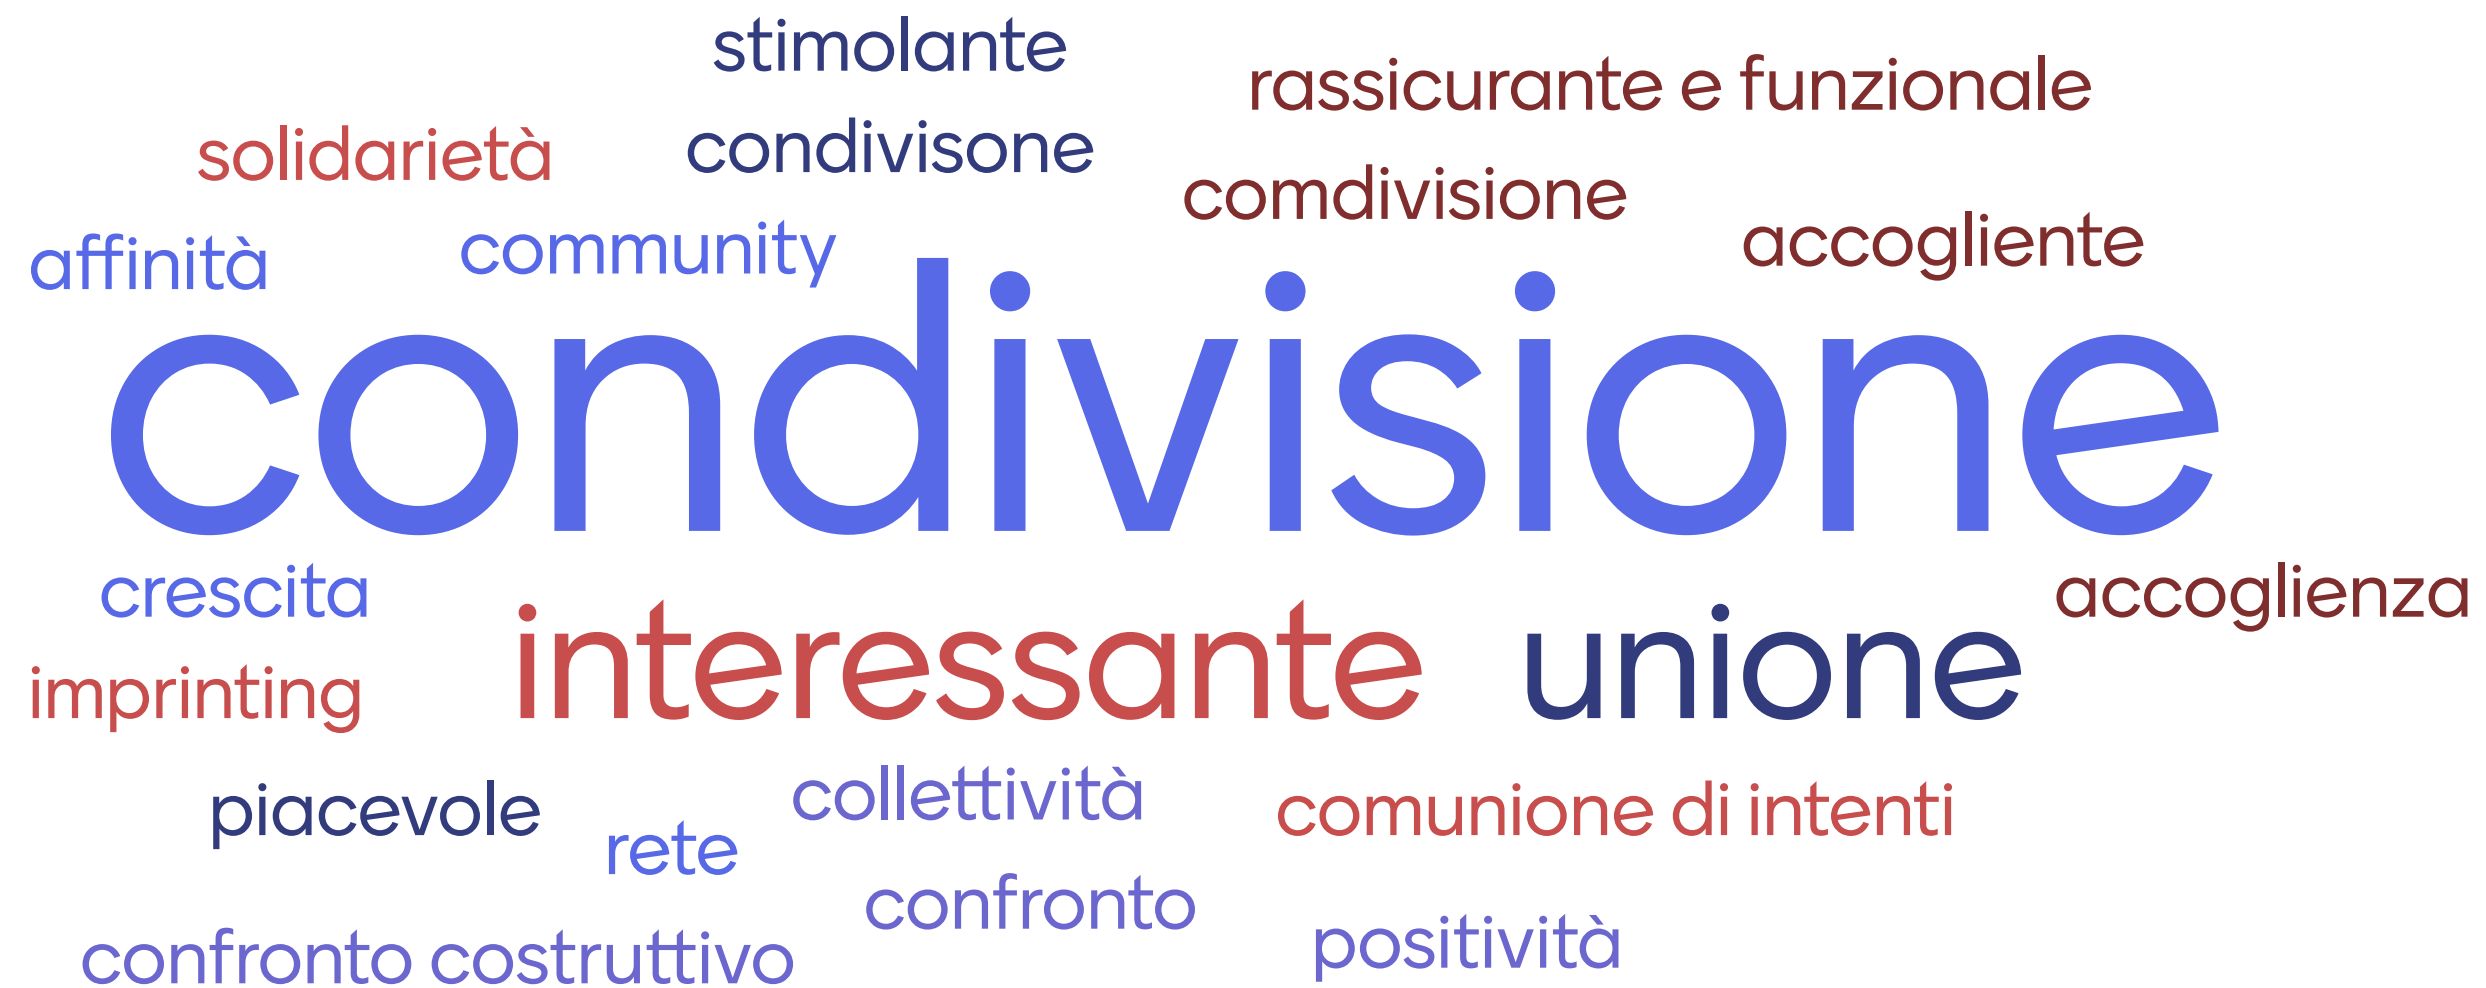 stimolante
rassicurante e funzionale
solidarietà
condivisone
comdivisione
affinità
community
accogliente
condivisione
crescita
accoglienza
interessante
unione
imprinting
piacevole
collettività
comunione di intenti
rete
confronto
confronto costruttivo
positività